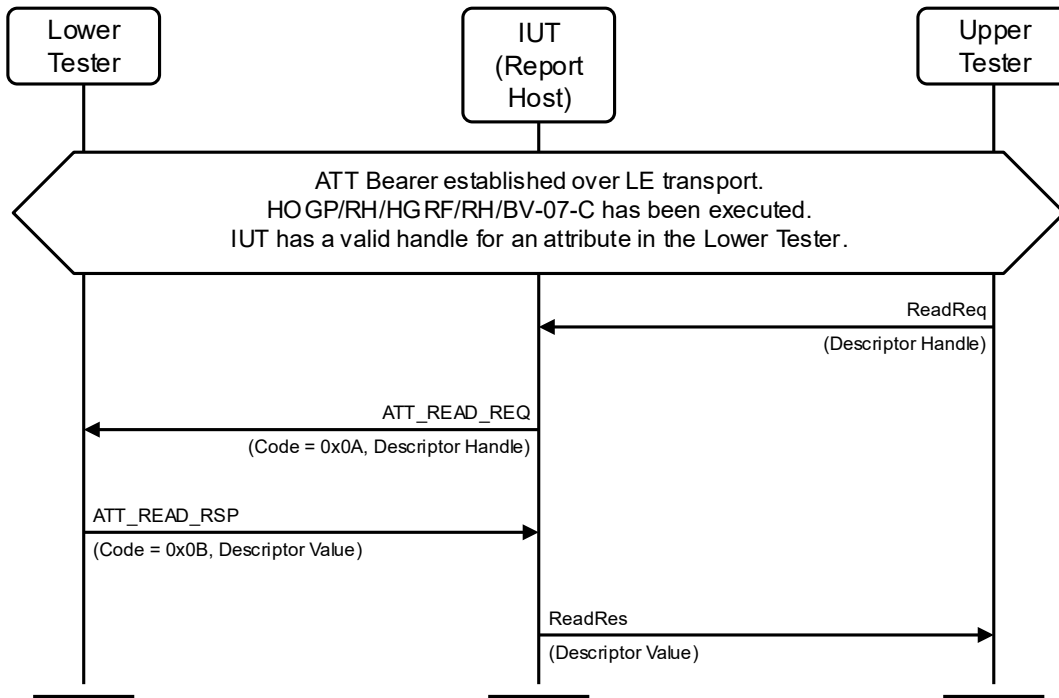 Lower
Tester
IUT
(Report
Host)
Upper
Tester
ATT Bearer established over LE transport.
HOGP/RH/HGRF/RH/BV-07-C has been executed.
IUT has a valid handle for an attribute in the Lower Tester.
ReadReq
(Descriptor Handle)
ATT_READ_REQ
(Code = 0x0A, Descriptor Handle)
ATT_READ_RSP
(Code = 0x0B, Descriptor Value)
ReadRes
(Descriptor Value)